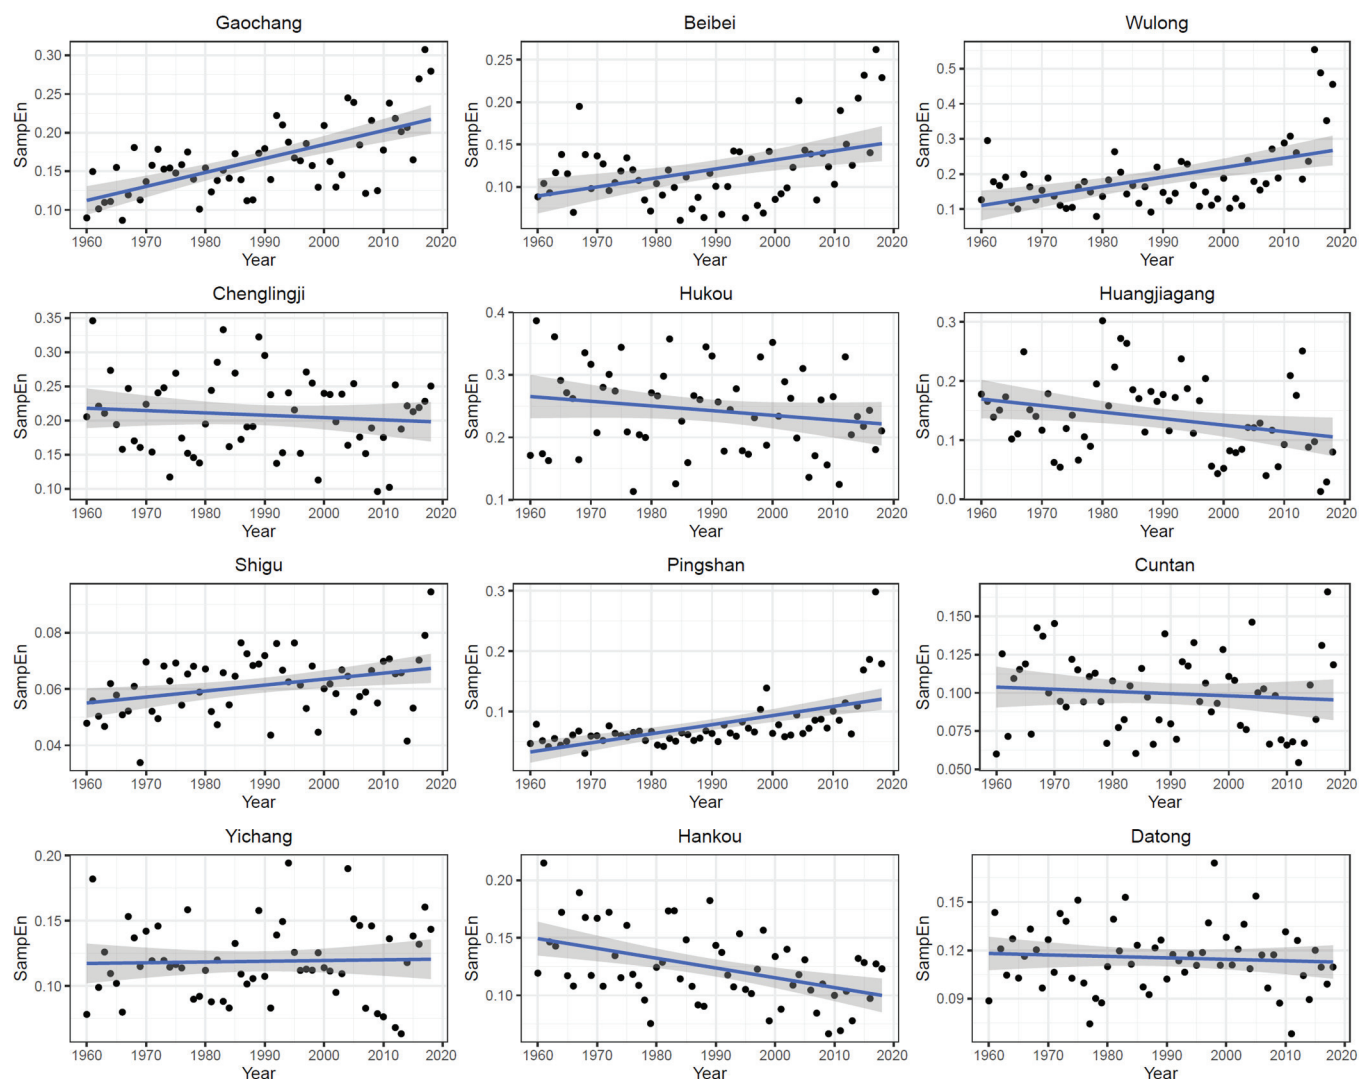 Gaochang
Beibei
Wulong
0.30
0.25
0.20
0.15
0.10
SampEn
1960 1970 1980 1990 2000 2010 2020
Year
0.25
0.20
0.15
0.10
SampEn
1960 1970 1980 1990 2000 2010 2020
Year
0.5
0.4
0.3
0.2
0.1
SampEn
1960 1970 1980 1990 2000 2010 2020
Year
Chenglingji
Hukou
Huangjiagang
0.35
0.30
0.25
0.20
0.15
0.10
SampEn
1960 1970 1980 1990 2000 2010 2020
Year
0.4
0.3
0.2
0.1
SampEn
1960 1970 1980 1990 2000 2010 2020
Year
0.3
0.2
0.1
0.0
SampEn
1960 1970 1980 1990 2000 2010 2020
Year
Shigu
Pingshan
Cuntan
0.08
0.06
0.04
SampEn
1960 1970 1980 1990 2000 2010 2020
Year
0.3
0.2
0.1
SampEn
1960 1970 1980 1990 2000 2010 2020
Year
0.150
0.125
0.100
0.075
0.050
SampEn
1960 1970 1980 1990 2000 2010 2020
Year
Yichang
Hankou
Datong
0.20
0.15
0.10
SampEn
1960 1970 1980 1990 2000 2010 2020
Year
0.20
0.15
0.10
SampEn
1960 1970 1980 1990 2000 2010 2020
Year
0.15
0.12
0.09
SampEn
1960 1970 1980 1990 2000 2010 2020
Year